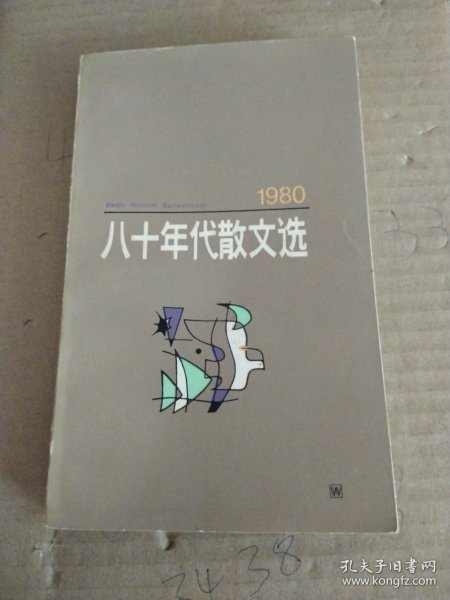 1980
Bashi Niandai Sanwenxuan
八十年代散文选
W
2438
孔夫子旧书网
www.kongfz.com